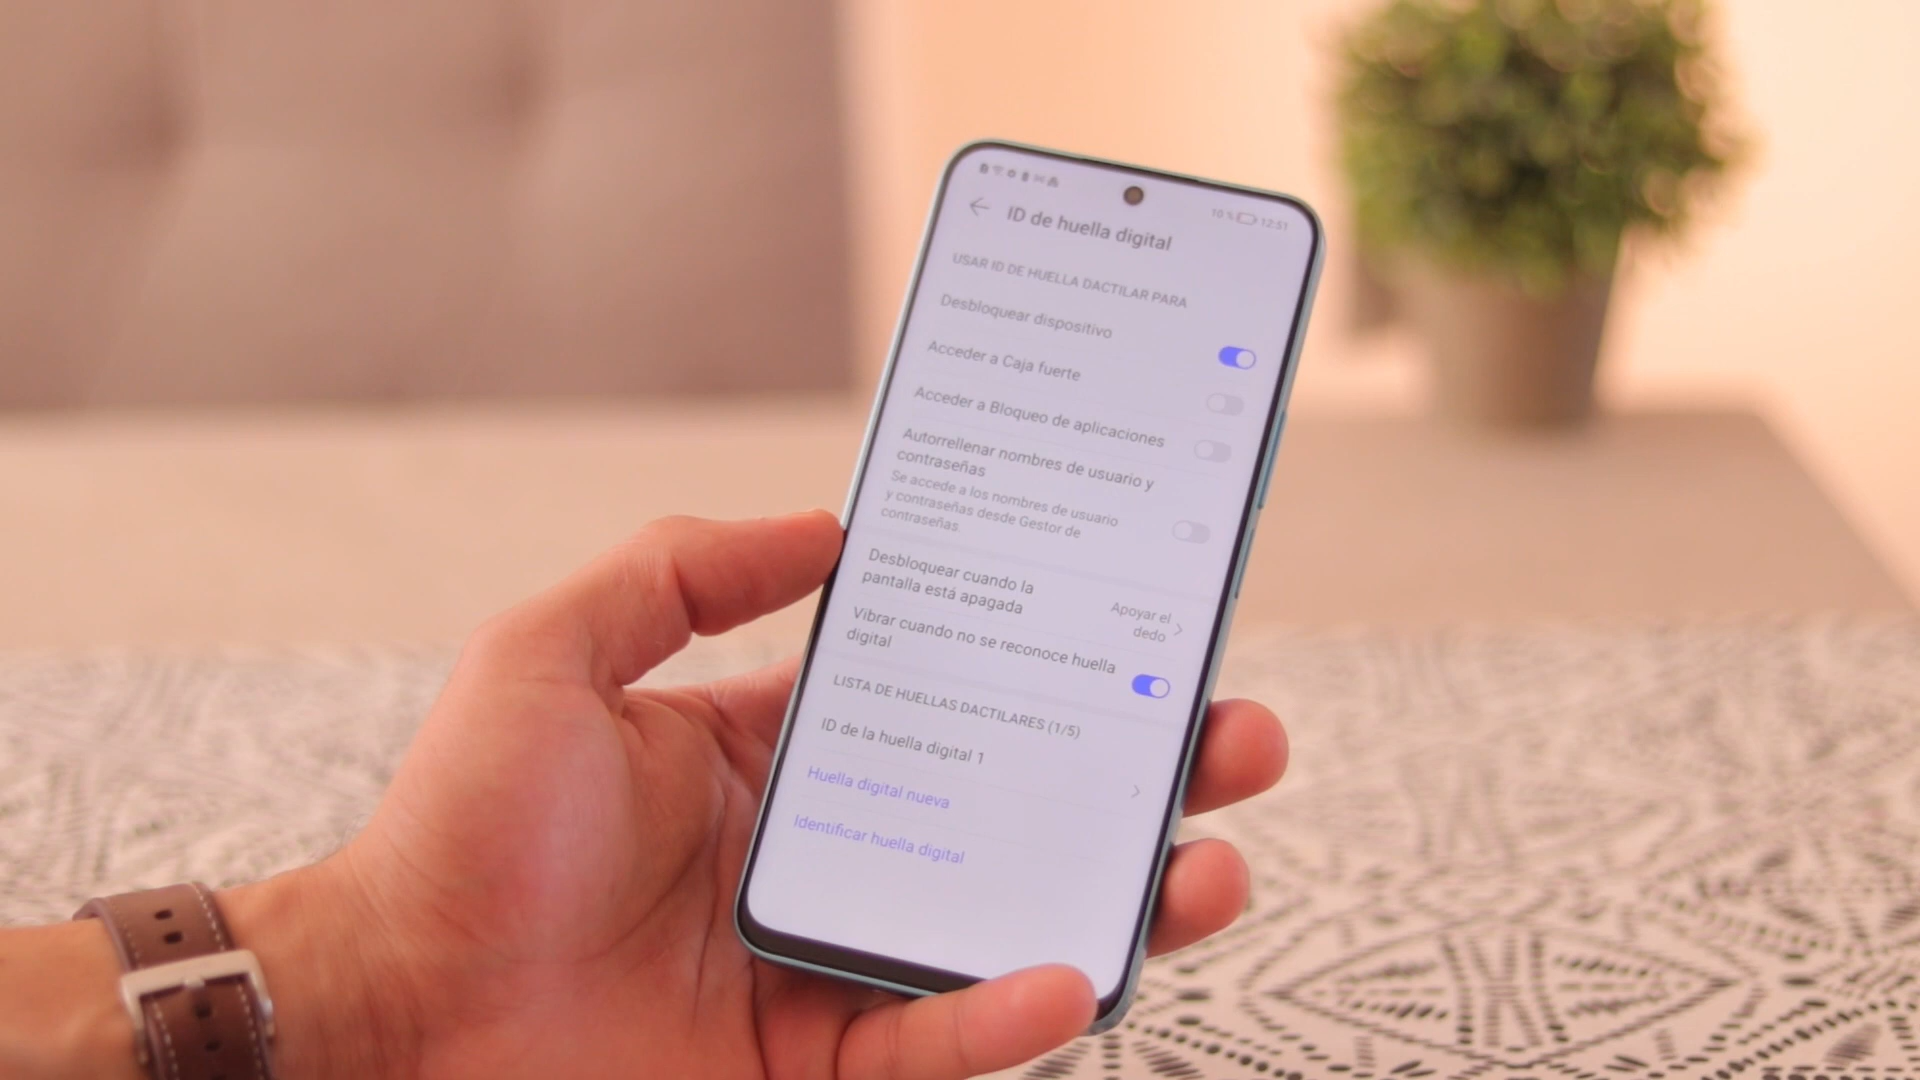 10 % 12:51
ID de huella digital
USAR ID DE HUELLA DACTILAR PARA
Desbloquear dispositivo
Acceder a Caja fuerte
Acceder a Bloqueo de aplicaciones
Autorrellenar nombres de usuario y
contraseñas
Se accede a los nombres de usuario
y contraseñas desde Gestor de
contraseñas.
Desbloquear cuando la
pantalla está apagada
Apoyar el
dedo
Vibrar cuando no se reconoce huella
digital
LISTA DE HUELLAS DACTILARES (1/5)
ID de la huella digital 1
Huella digital nueva
Identificar huella digital